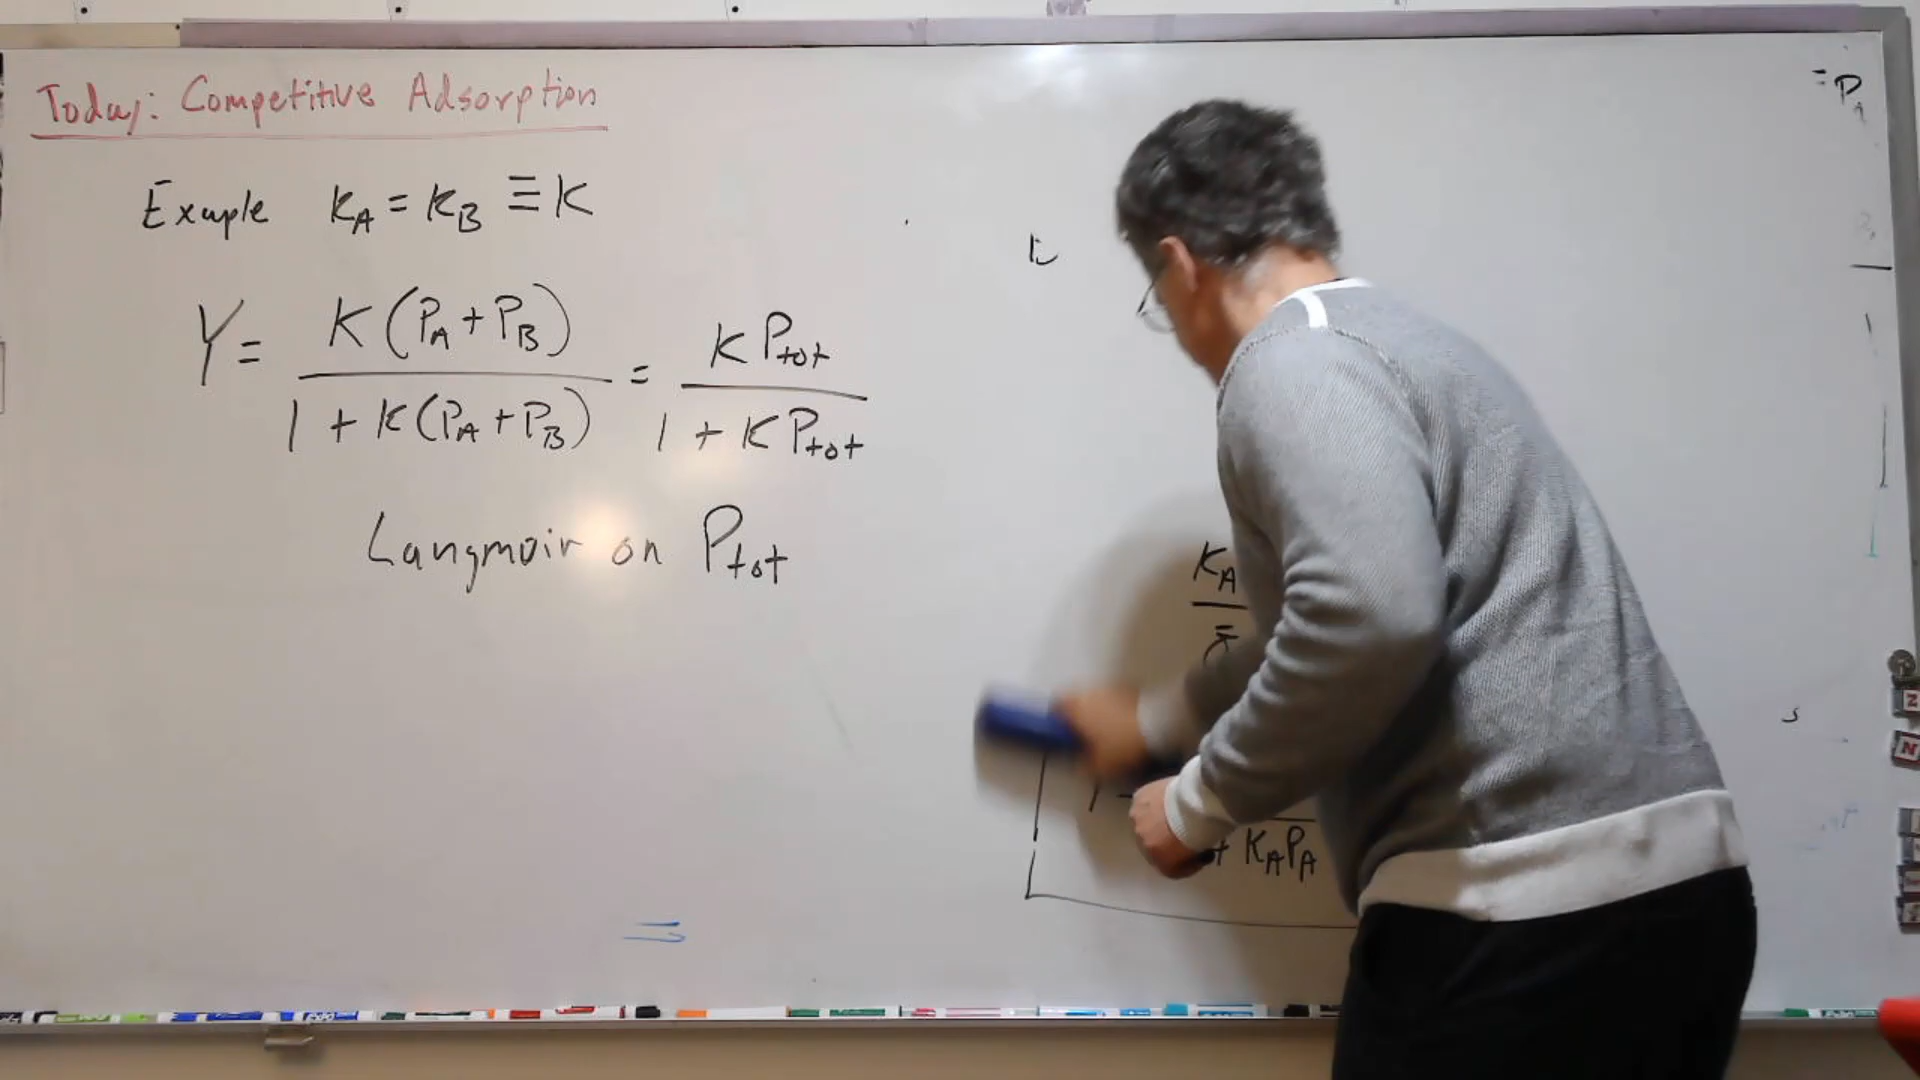 Today: Competitive Adsorption
Example K_A = K_B ≡ K
Y = K(P_A + P_B) / 1 + K(P_A + P_B) = K P_tot / 1 + K P_tot
Langmoir on P_tot
= P_A
K_A
+ K_A P_A
=
s
Z
N